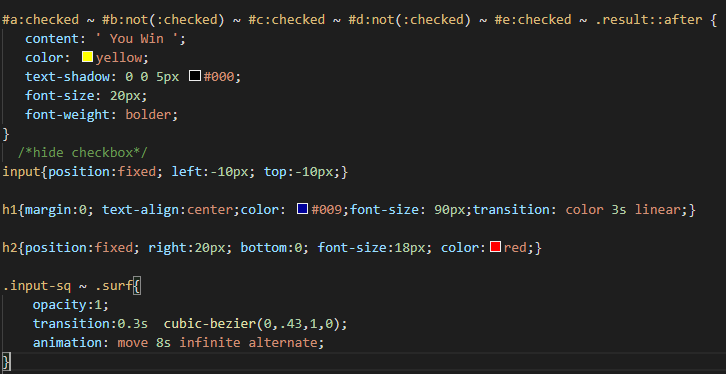 #a:checked ~ #b:not(:checked) ~ #c:checked ~ #d:not(:checked) ~ #e:checked ~ .result::after {
content: ' You Win ';
color: yellow;
text-shadow: 0 0 5px #000;
font-size: 20px;
font-weight: bolder;
}
/*hide checkbox*/
input{position:fixed; left:-10px; top:-10px;}
h1{margin:0; text-align:center;color: #009;font-size: 90px;transition: color 3s linear;}
h2{position:fixed; right:20px; bottom:0; font-size:18px; color:red;}
.input-sq ~ .surf{
opacity:1;
transition:0.3s  cubic-bezier(0,.43,1,0);
animation: move 8s infinite alternate;
}